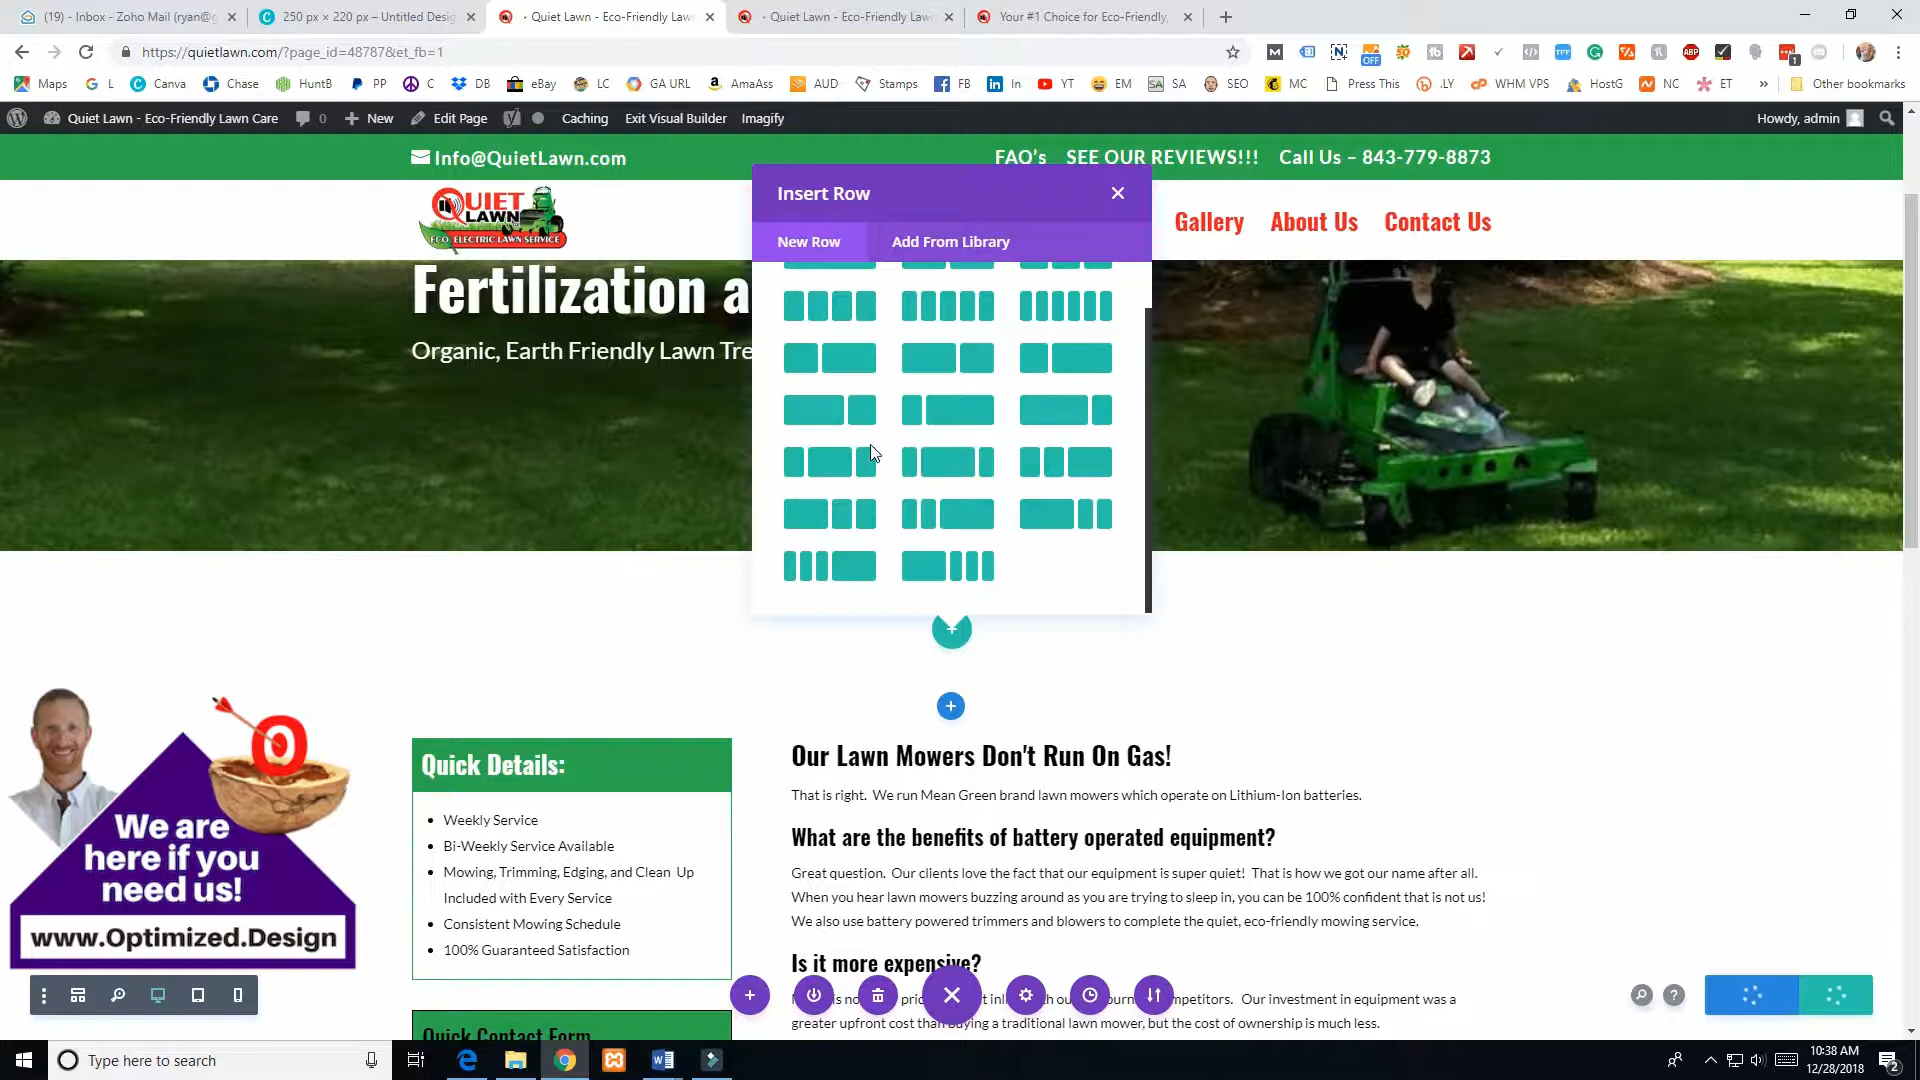 (19) - Inbox - Zoho Mail (ryan@g
250 px × 220 px – Untitled Desig
· Quiet Lawn - Eco-Friendly Law
· Quiet Lawn - Eco-Friendly Law
Your #1 Choice for Eco-Friendly,
https://quietlawn.com/?page_id=48787&et_fb=1
Maps
G L
Canva
Chase
HuntB
PP
C
DB
eBay
LC
GA URL
AmaAss
AUD
Stamps
FB
In
YT
EM
SA
SEO
MC
Press This
.LY
WHM VPS
HostG
NC
ET
»
Other bookmarks
OFF
ABP
1
Quiet Lawn - Eco-Friendly Lawn Care
0
New
Edit Page
Caching
Exit Visual Builder
Imagify
Howdy, admin
Info@QuietLawn.com
FAQ's
SEE OUR REVIEWS!!!
Call Us – 843-779-8873
QUIET
LAWN
ECO ELECTRIC LAWN SERVICE
Gallery
About Us
Contact Us
Insert Row
New Row
Add From Library
Fertilization a
Organic, Earth Friendly Lawn Tre
We are
here if you
need us!
www.Optimized.Design
Quick Details:
Weekly Service
Bi-Weekly Service Available
Mowing, Trimming, Edging, and Clean Up
Included with Every Service
Consistent Mowing Schedule
100% Guaranteed Satisfaction
Quick Contact Form
Our Lawn Mowers Don't Run On Gas!
That is right. We run Mean Green brand lawn mowers which operate on Lithium-Ion batteries.
What are the benefits of battery operated equipment?
Great question. Our clients love the fact that our equipment is super quiet! That is how we got our name after all.
When you hear lawn mowers buzzing around as you are trying to sleep in, you can be 100% confident that is not us!
We also use battery powered trimmers and blowers to complete the quiet, eco-friendly mowing service.
Is it more expensive?
no pri inl h ou urn mpetitors. Our investment in equipment was a
greater upfront cost than buying a traditional lawn mower, but the cost of ownership is much less.
Type here to search
10:38 AM
12/28/2018
2